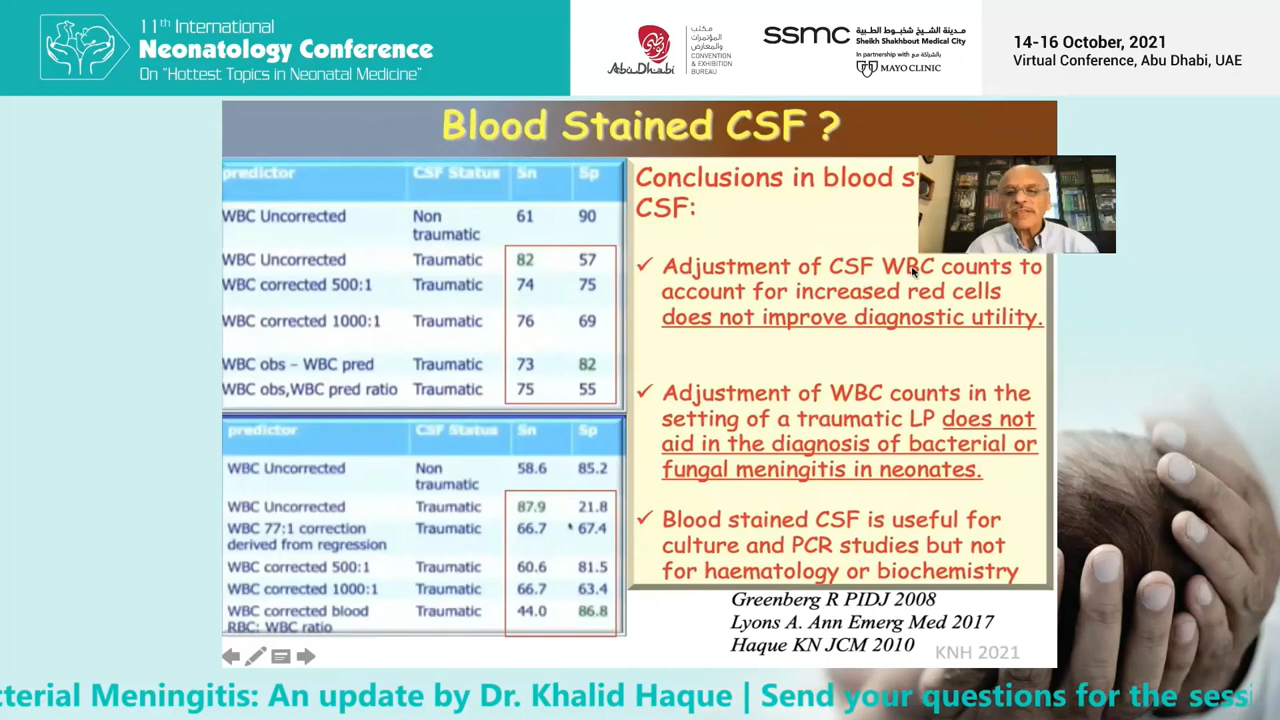 11th International
Neonatology Conference
On “Hottest Topics in Neonatal Medicine”
Abu Dhabi
مكتب
المؤتمرات
والمعارض
CONVENTION
& EXHIBITION
BUREAU
ssmc
مدينة الشيخ شخبوط الطبية
Sheikh Shakhbout Medical City
بالشراكة مع
In partnership with
MAYO CLINIC
14-16 October, 2021
Virtual Conference, Abu Dhabi, UAE
Blood Stained CSF ?
predictor CSF Status Sn Sp
WBC Uncorrected Non traumatic 61 90
WBC Uncorrected Traumatic 82 57
WBC corrected 500:1 Traumatic 74 75
WBC corrected 1000:1 Traumatic 76 69
WBC obs – WBC pred Traumatic 73 82
WBC obs,WBC pred ratio Traumatic 75 55
predictor CSF Status Sn Sp
WBC Uncorrected Non traumatic 58.6 85.2
WBC Uncorrected Traumatic 87.9 21.8
WBC 77:1 correction Traumatic 66.7 67.4
derived from regression
WBC corrected 500:1 Traumatic 60.6 81.5
WBC corrected 1000:1 Traumatic 66.7 63.4
WBC corrected blood Traumatic 44.0 86.8
RBC: WBC ratio
Conclusions in blood s
CSF:
✓ Adjustment of CSF WBC counts to
account for increased red cells
does not improve diagnostic utility.
✓ Adjustment of WBC counts in the
setting of a traumatic LP does not
aid in the diagnosis of bacterial or
fungal meningitis in neonates.
✓ Blood stained CSF is useful for
culture and PCR studies but not
for haematology or biochemistry
Greenberg R PIDJ 2008
Lyons A. Ann Emerg Med 2017
Haque KN JCM 2010
KNH 2021
cterial Meningitis: An update by Dr. Khalid Haque | Send your questions for the sessi